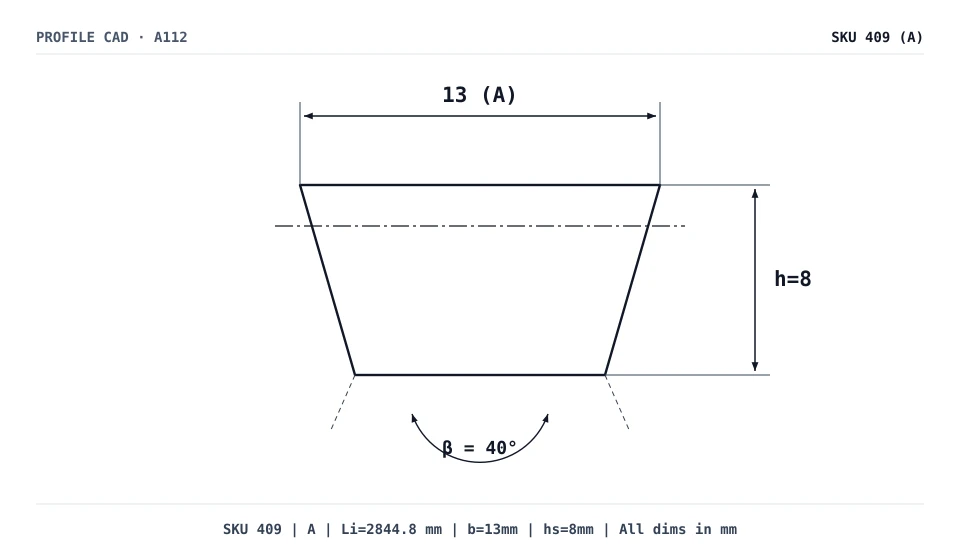 PROFILE CAD · A112
SKU 409 (A)
13 (A)
h=8
β = 40°
SKU 409 | A | Li=2844.8 mm | b=13mm | hs=8mm | All dims in mm